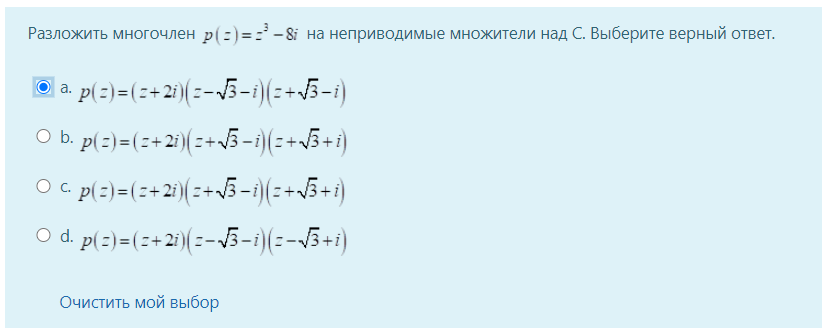 Разложить многочлен p(z)=z³−8i на неприводимые множители над С. Выберите верный ответ.
a. p(z)=(z+2i)(z−√3−i)(z+√3−i)
b. p(z)=(z+2i)(z+√3−i)(z+√3+i)
c. p(z)=(z+2i)(z+√3−i)(z+√3+i)
d. p(z)=(z+2i)(z−√3−i)(z−√3+i)
Очистить мой выбор